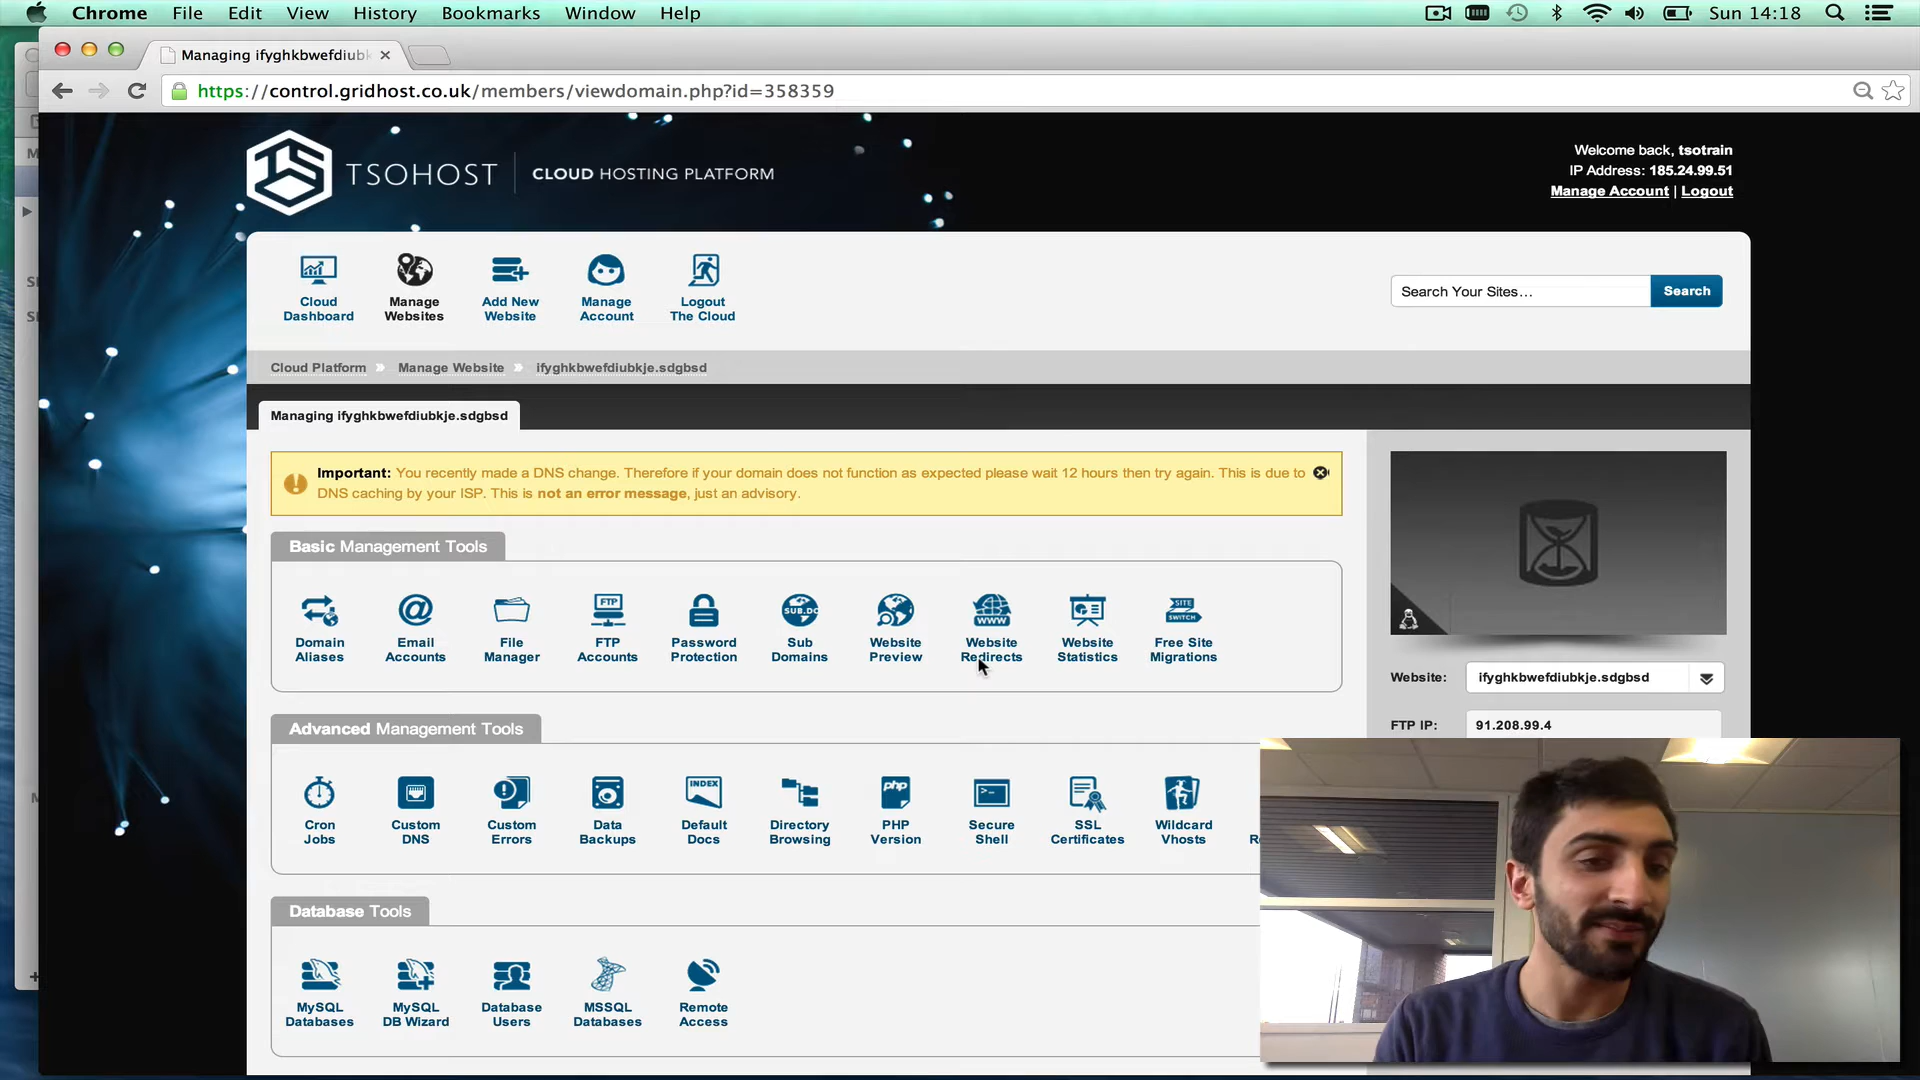 Chrome File Edit View History Bookmarks Window Help Sun 14:18
Managing ifyghkbwefdiubk
https://control.gridhost.co.uk/members/viewdomain.php?id=358359
TSOHOST CLOUD HOSTING PLATFORM
Welcome back, tsotrain
IP Address: 185.24.99.51
Manage Account | Logout
Cloud Dashboard
Manage Websites
Add New Website
Manage Account
Logout The Cloud
Search Your Sites...
Search
Cloud Platform Manage Website ifyghkbwefdiubkje.sdgbsd
Managing ifyghkbwefdiubkje.sdgbsd
Important: You recently made a DNS change. Therefore if your domain does not function as expected please wait 12 hours then try again. This is due to
DNS caching by your ISP. This is not an error message, just an advisory.
Basic Management Tools
Domain Aliases
Email Accounts
File Manager
FTP
FTP Accounts
Password Protection
SUB.DO
Sub Domains
Website Preview
WWW
Website Redirects
Website Statistics
SITE SWITCH
Free Site Migrations
Website: ifyghkbwefdiubkje.sdgbsd
FTP IP: 91.208.99.4
Advanced Management Tools
Cron Jobs
Custom DNS
Custom Errors
Data Backups
INDEX
Default Docs
Directory Browsing
php
PHP Version
Secure Shell
SSL Certificates
Wildcard Vhosts
Database Tools
MySQL Databases
MySQL DB Wizard
Database Users
MSSQL Databases
Remote Access